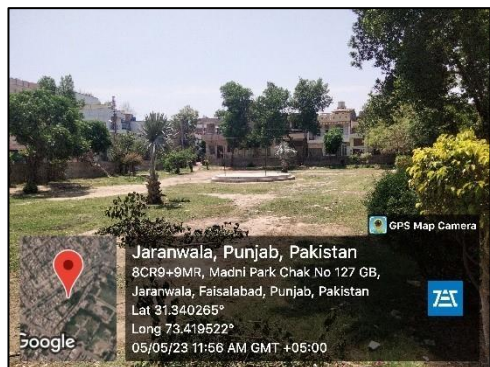 GPS Map Camera
Jaranwala, Punjab, Pakistan
8CR9+9MR, Madni Park Chak No 127 GB,
Jaranwala, Faisalabad, Punjab, Pakistan
Lat 31.340265°
Long 73.419522°
05/05/23 11:56 AM GMT +05:00
Google